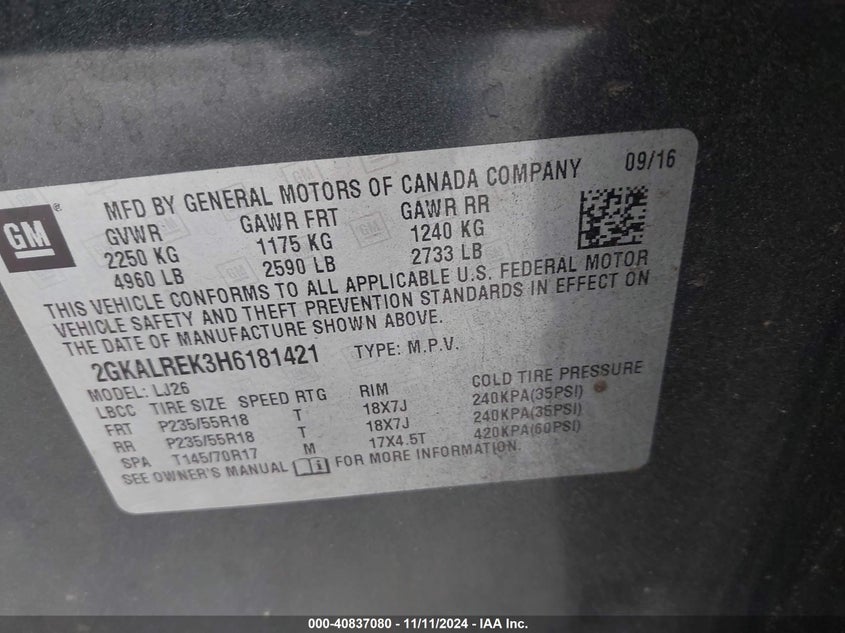 09/16
MFD BY GENERAL MOTORS OF CANADA COMPANY
GM ®
GVWR GAWR FRT GAWR RR
2250 KG 1175 KG 1240 KG
4960 LB 2590 LB 2733 LB
THIS VEHICLE CONFORMS TO ALL APPLICABLE U.S. FEDERAL MOTOR
VEHICLE SAFETY AND THEFT PREVENTION STANDARDS IN EFFECT ON
THE DATE OF MANUFACTURE SHOWN ABOVE.
2GKALREK3H6181421 TYPE: M.P.V.
MODEL: LJ26
LBCC TIRE SIZE SPEED RTG RIM COLD TIRE PRESSURE
FRT P235/55R18 T 18X7J 240KPA(35PSI)
RR P235/55R18 T 18X7J 240KPA(35PSI)
SPA T145/70R17 M 17X4.5T 420KPA(60PSI)
SEE OWNER'S MANUAL FOR MORE INFORMATION.
000-40837080 - 11/11/2024 - IAA Inc.